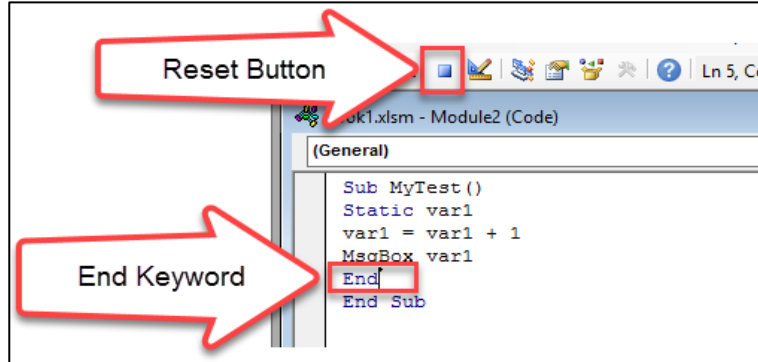 Reset Button
Ln 5, C
ok1.xlsm - Module2 (Code)
(General)
Sub MyTest()
Static var1
var1 = var1 + 1
MsgBox var1
End Keyword
End
End Sub